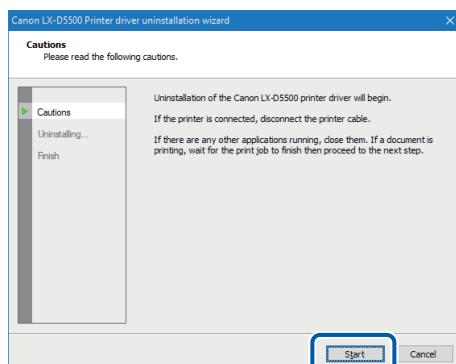 Canon LX-D5500 Printer driver uninstallation wizard
Cautions
Please read the following cautions.
Cautions
Uninstalling...
Finish
Uninstallation of the Canon LX-D5500 printer driver will begin.
If the printer is connected, disconnect the printer cable.
If there are any other applications running, close them. If a document is
printing, wait for the print job to finish then proceed to the next step.
Start
Cancel